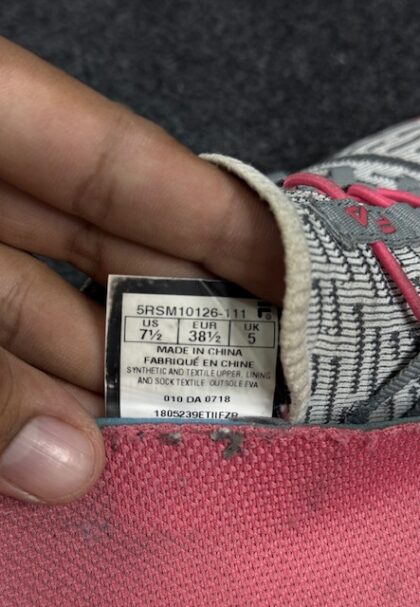 5RSM10126-111
US EUR UK
7½ 38½ 5
MADE IN CHINA
FABRIQUÉ EN CHINE
SYNTHETIC AND TEXTILE UPPER, LINING
AND SOCK TEXTILE. OUTSOLE EVA
010 DA 0718